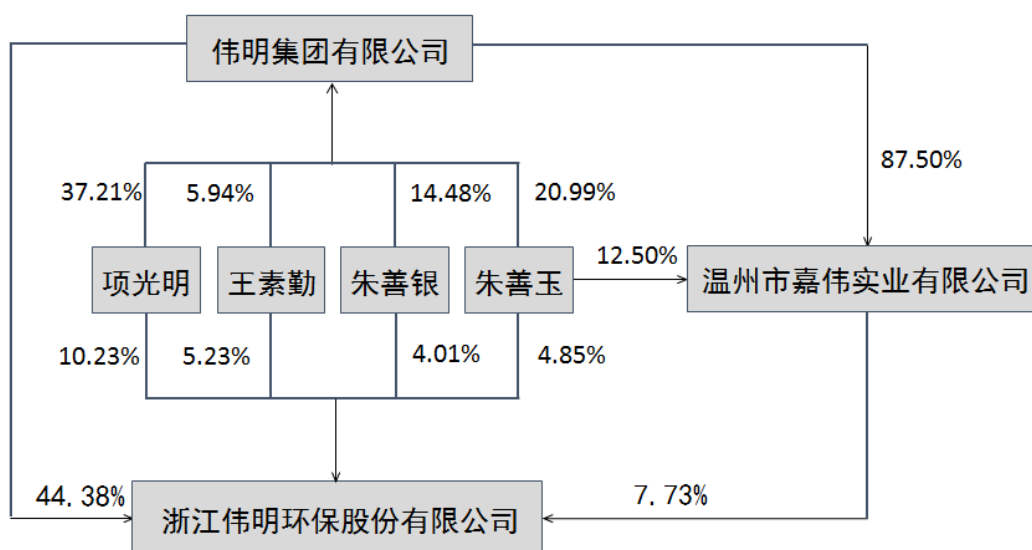 伟明集团有限公司
87.50%
37.21%
5.94%
14.48%
20.99%
项光明
王素勤
朱善银
朱善玉
12.50%
温州市嘉伟实业有限公司
10.23%
5.23%
4.01%
4.85%
44.38%
7.73%
浙江伟明环保股份有限公司